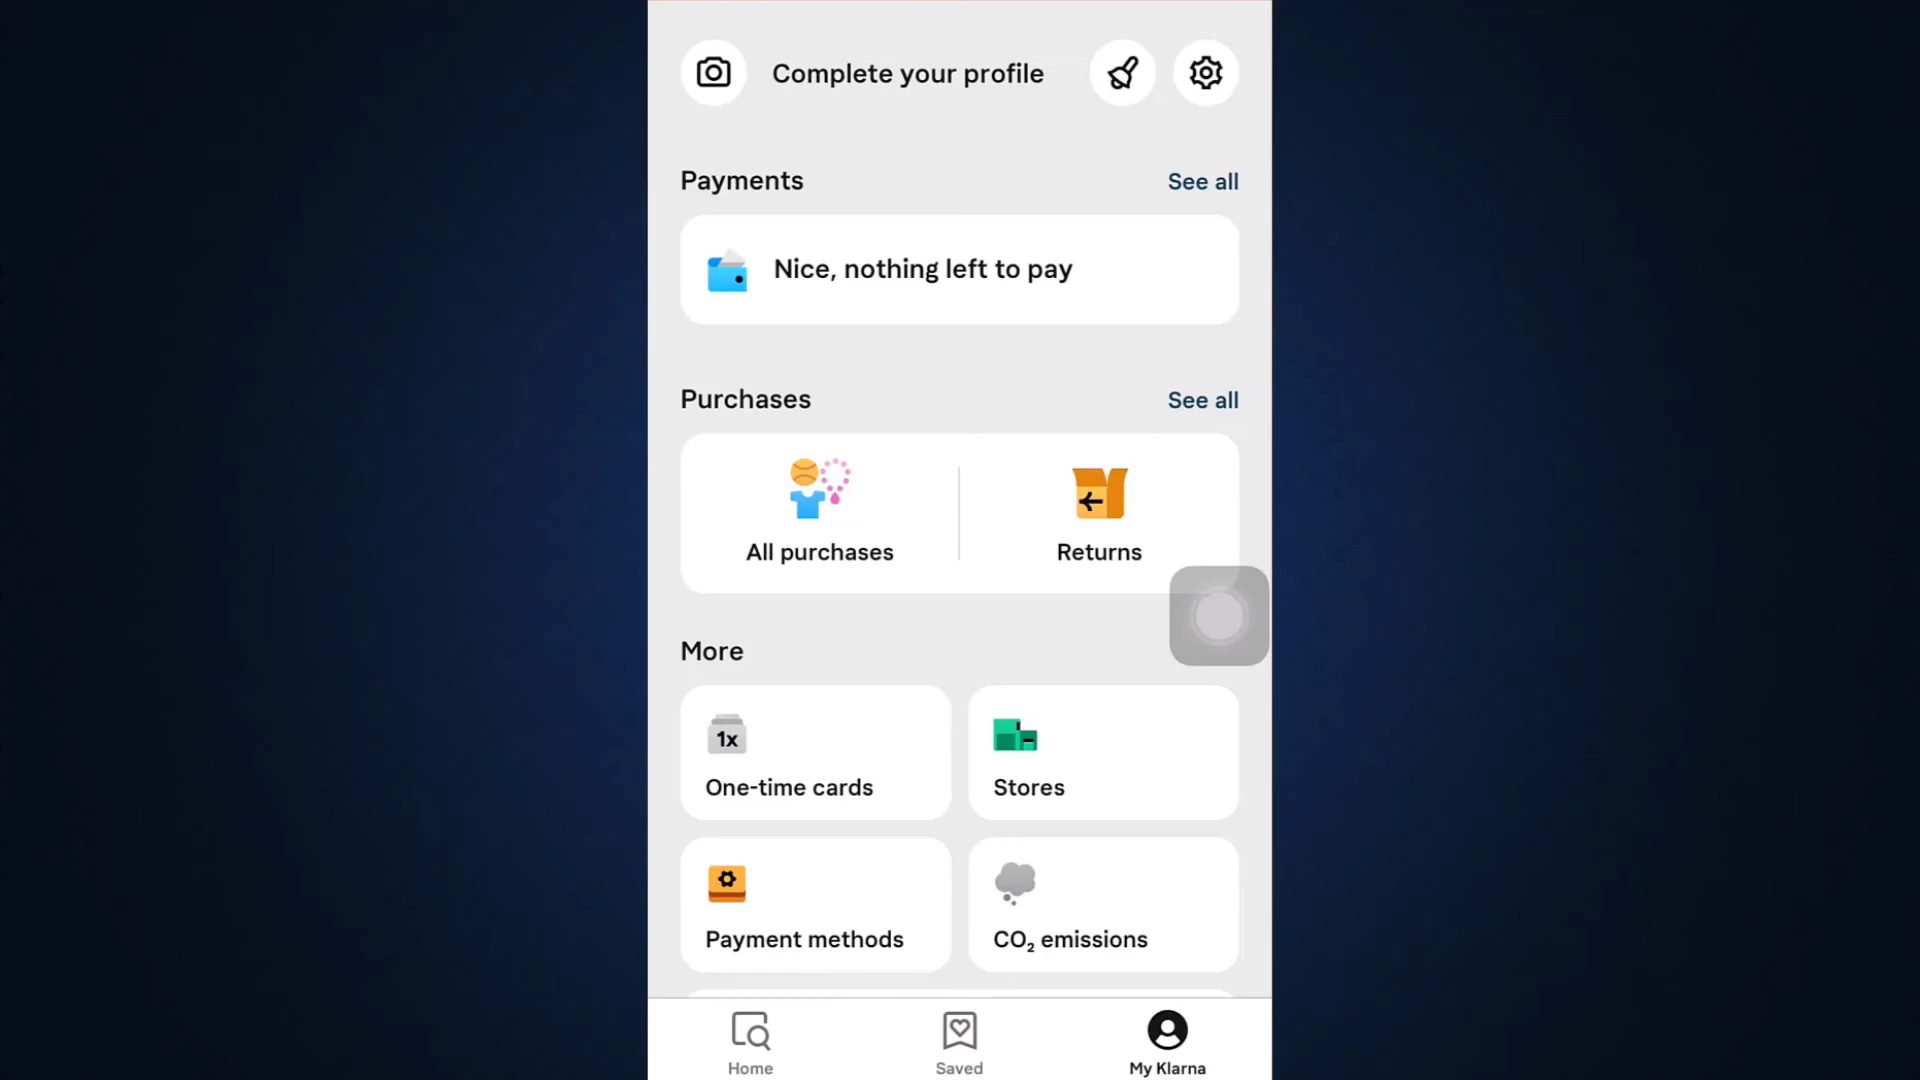 Complete your profile
Payments
See all
Nice, nothing left to pay
Purchases
See all
All purchases
Returns
More
1x
One-time cards
Stores
Payment methods
CO₂ emissions
Home
Saved
My Klarna